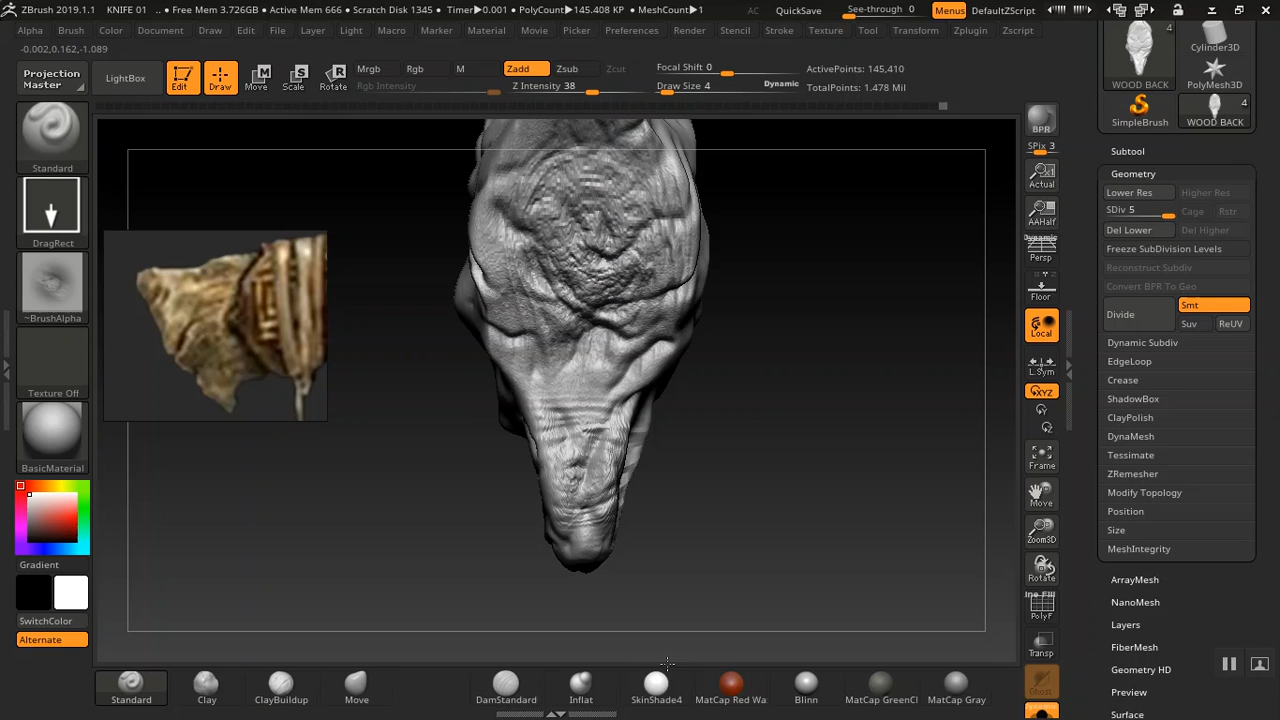 ZBrush 2019.1.1 KNIFE 01 .. • Free Mem 3.726GB • Active Mem 666 • Scratch Disk 1345 • Timer▶0.001 • PolyCount▶145.408 KP • MeshCount▶1 AC QuickSave See-through 0 Menus DefaultZScript
Alpha Brush Color Document Draw Edit File Layer Light Macro Marker Material Movie Picker Preferences Render Stencil Stroke Texture Tool Transform Zplugin Zscript
-0.002,0.162,-1.089
Projection Master LightBox Edit Draw Move Scale Rotate
Mrgb Rgb M Zadd Zsub Zcut Focal Shift 0 ActivePoints: 145,410
Rgb Intensity Z Intensity 38 Draw Size 4 Dynamic TotalPoints: 1.478 Mil
Standard
DragRect
~BrushAlpha
Texture Off
BasicMaterial
Gradient
SwitchColor
Alternate
BPR
SPix 3
Actual
AAHalf
Dynamic
Persp
Floor
Local
L.Sym
XYZ
Frame
Move
Zoom3D
Rotate
Line Fill
PolyF
Transp
Ghost
4
WOOD BACK
Cylinder3D
PolyMesh3D
SimpleBrush
4
WOOD BACK
Subtool
Geometry
Lower Res Higher Res
SDiv 5 Cage Rstr
Del Lower Del Higher
Freeze SubDivision Levels
Reconstruct Subdiv
Convert BPR To Geo
Divide Smt
Suv ReUV
Dynamic Subdiv
EdgeLoop
Crease
ShadowBox
ClayPolish
DynaMesh
Tessimate
ZRemesher
Modify Topology
Position
Size
MeshIntegrity
ArrayMesh
NanoMesh
Layers
FiberMesh
Geometry HD
Preview
Surface
Standard Clay ClayBuildup Move DamStandard Inflat SkinShade4 MatCap Red Wa: Blinn MatCap GreenCl MatCap Gray